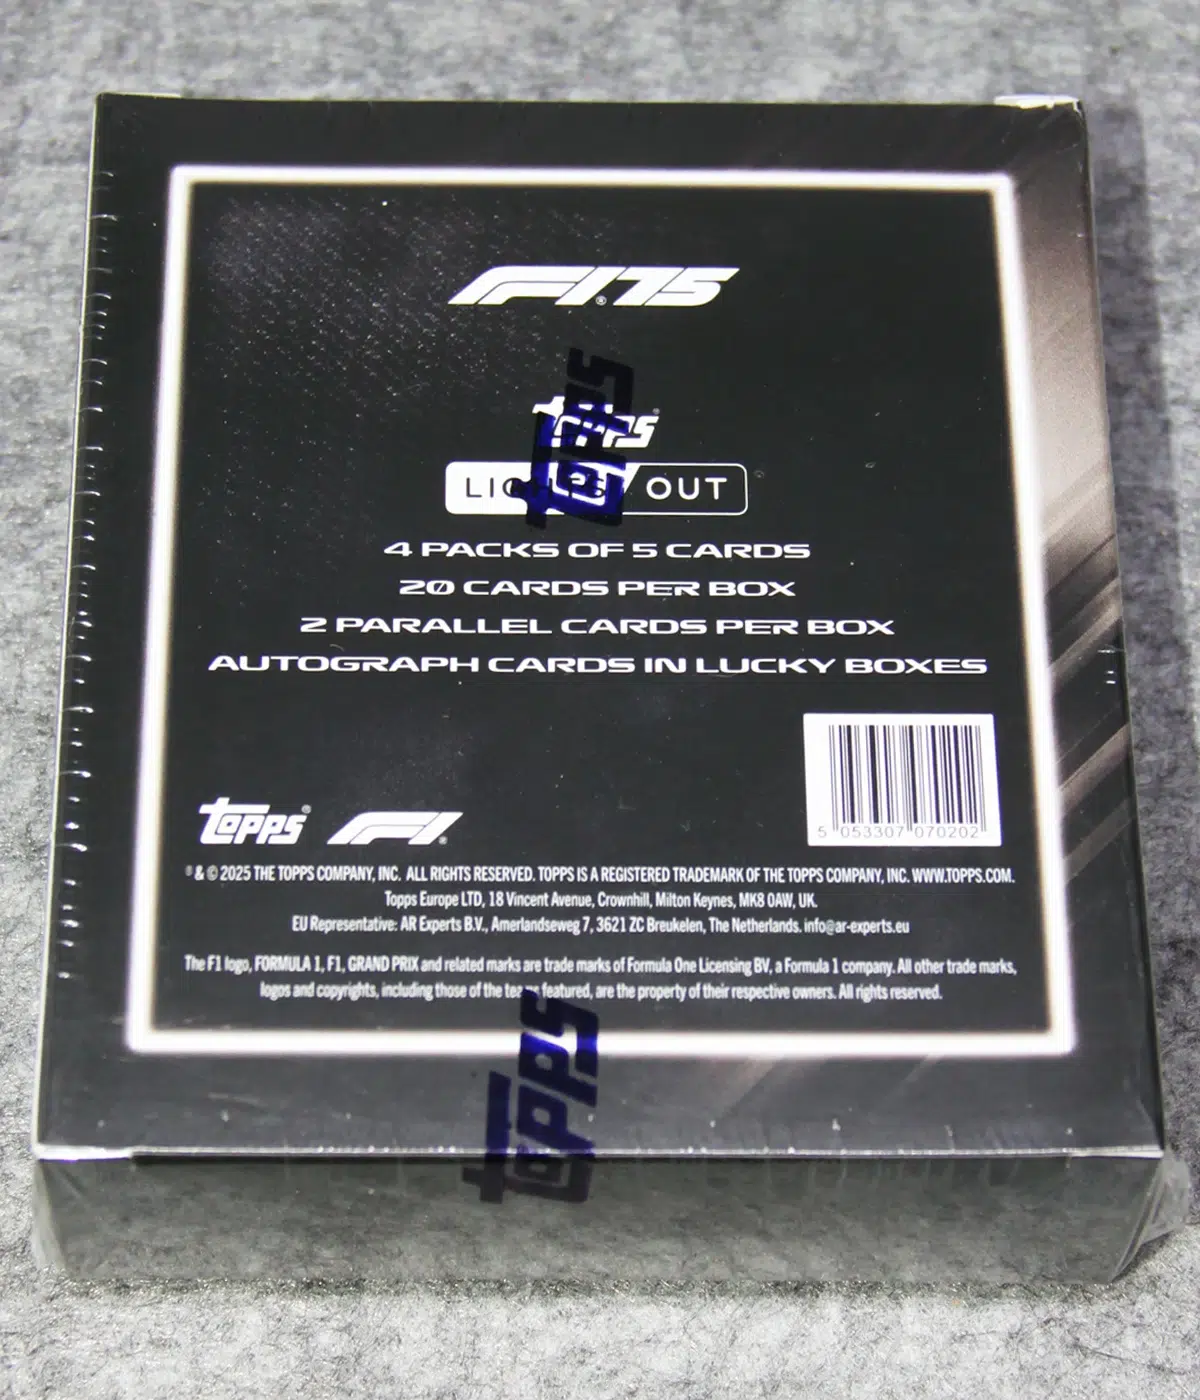 F1 75
Topps
LIGHTS OUT
4 PACKS OF 5 CARDS
20 CARDS PER BOX
2 PARALLEL CARDS PER BOX
AUTOGRAPH CARDS IN LUCKY BOXES
5 053307 070202
Topps® F1®
® & © 2025 THE TOPPS COMPANY, INC. ALL RIGHTS RESERVED. TOPPS IS A REGISTERED TRADEMARK OF THE TOPPS COMPANY, INC. WWW.TOPPS.COM.
Topps Europe LTD, 18 Vincent Avenue, Crownhill, Milton Keynes, MK8 0AW, UK.
EU Representative: AR Experts B.V., Amerlandseweg 7, 3621 ZC Breukelen, The Netherlands. info@ar-experts.eu
The F1 logo, FORMULA 1, F1, GRAND PRIX and related marks are trade marks of Formula One Licensing BV, a Formula 1 company. All other trade marks,
logos and copyrights, including those of the teams featured, are the property of their respective owners. All rights reserved.
Topps
Topps